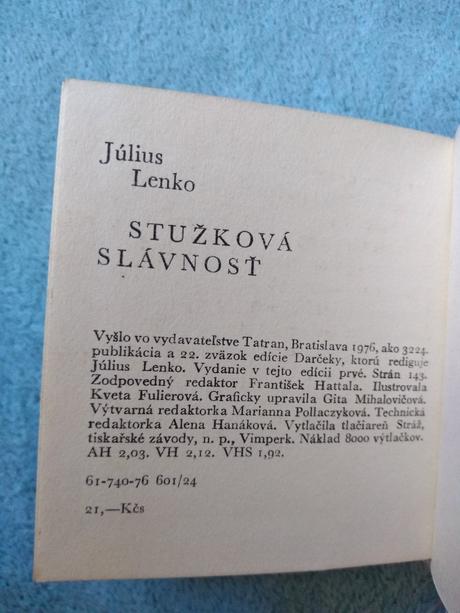 Július
Lenko
STUŽKOVÁ
SLÁVNOSŤ
Vyšlo vo vydavateľstve Tatran, Bratislava 1976, ako 3224.
publikácia a 22. zväzok edície Darčeky, ktorú rediguje
Július Lenko. Vydanie v tejto edícii prvé. Strán 143.
Zodpovedný redaktor František Hattala. Ilustrovala
Kveta Fulierová. Graficky upravila Gita Mihalovičová.
Výtvarná redaktorka Marianna Pollaczyková. Technická
redaktorka Alena Hanáková. Vytlačila tlačiareň Stráž,
tiskařské závody, n. p., Vimperk. Náklad 8000 výtlačkov.
AH 2,03. VH 2,12. VHS 1,92.
61-740-76 601/24
21,—Kčs